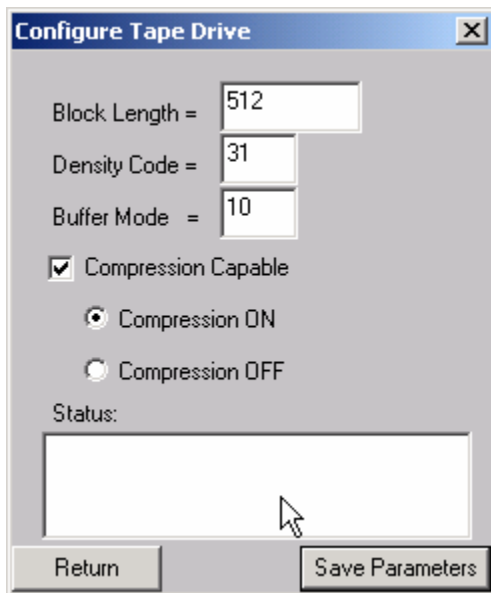 Configure Tape Drive
Block Length = 512
Density Code = 31
Buffer Mode = 10
Compression Capable
Compression ON
Compression OFF
Status:
Return Save Parameters